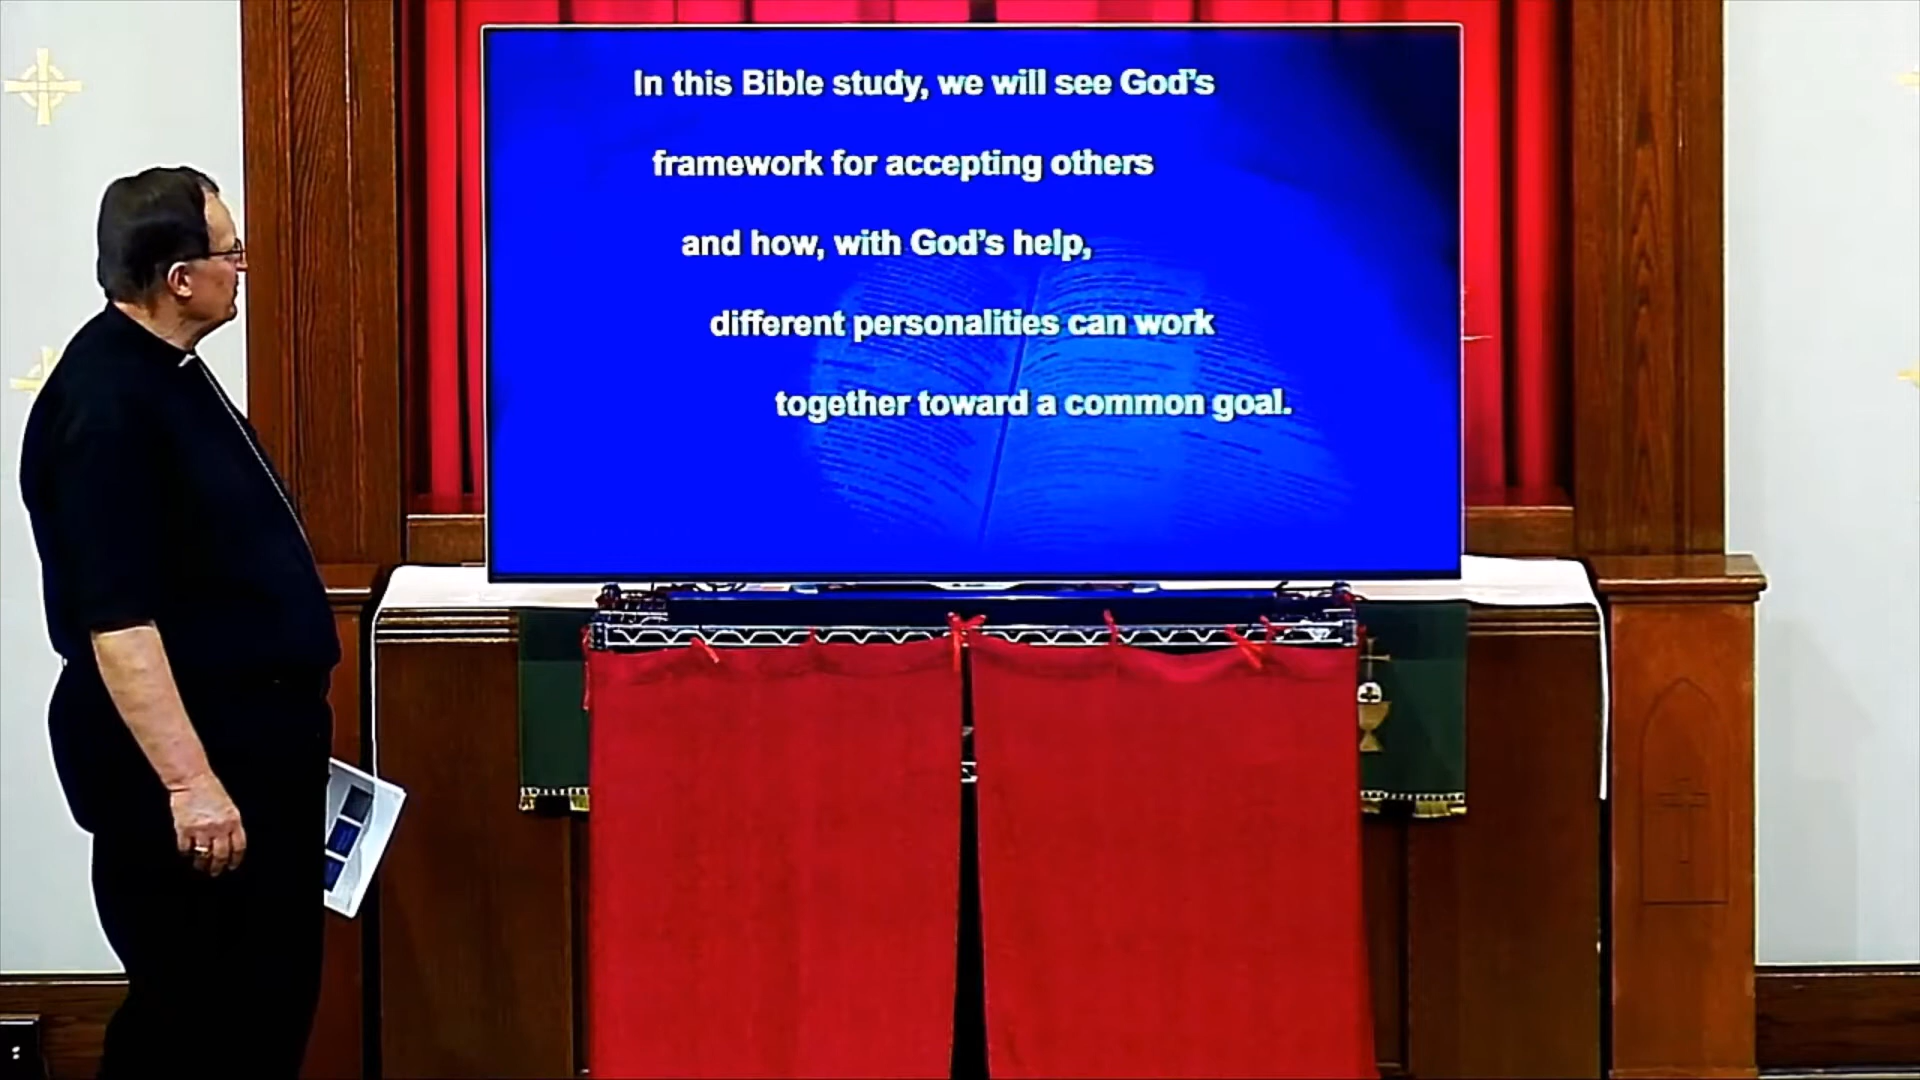 In this Bible study, we will see God’s
framework for accepting others
and how, with God’s help,
different personalities can work
together toward a common goal.